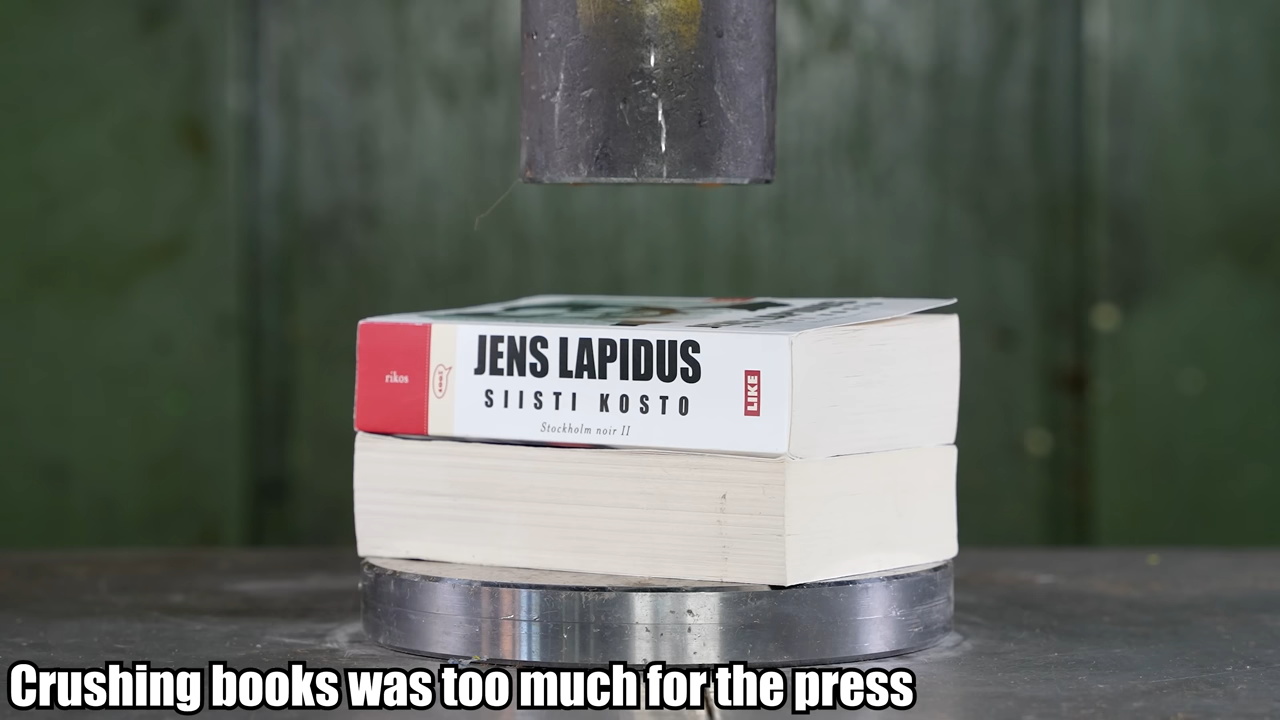 JENS LAPIDUS
SIISTI KOSTO
Stockholm noir II
rikos
LIKE
Crushing books was too much for the press